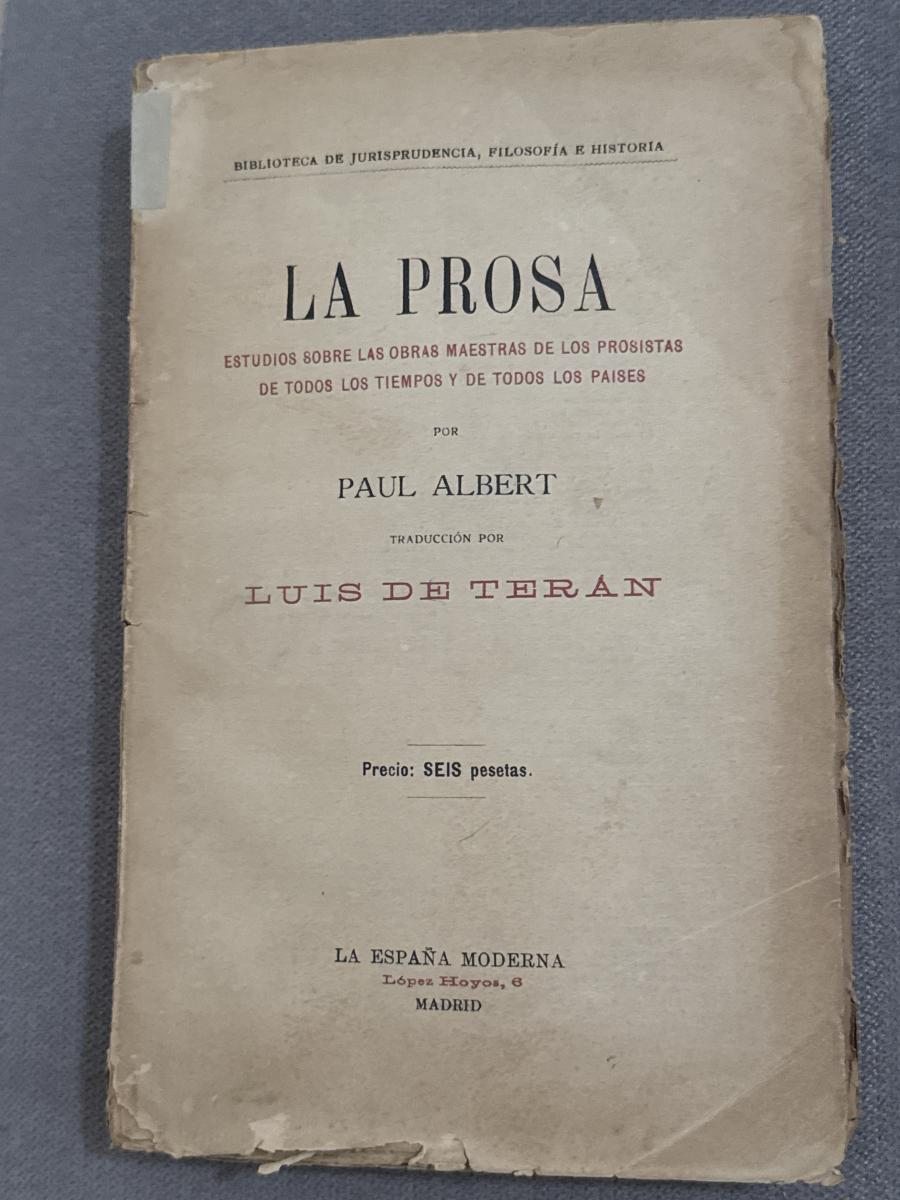 BIBLIOTECA DE JURISPRUDENCIA, FILOSOFÍA E HISTORIA
LA PROSA
ESTUDIOS SOBRE LAS OBRAS MAESTRAS DE LOS PROSISTAS
DE TODOS LOS TIEMPOS Y DE TODOS LOS PAISES
POR
PAUL ALBERT
TRADUCCIÓN POR
LUIS DE TERÁN
Precio: SEIS pesetas.
LA ESPAÑA MODERNA
López Hoyos, 6
MADRID